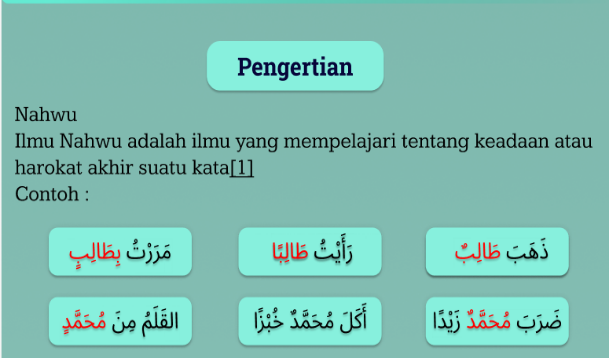 Pengertian
Nahwu
Ilmu Nahwu adalah ilmu yang mempelajari tentang keadaan atau
harokat akhir suatu kata[1]
Contoh :
ذَهَبَ طَالِبٌ
رَأَيْتُ طَالِبًا
مَرَرْتُ بِطَالِبٍ
ضَرَبَ مُحَمَّدٌ زَيْدًا
أَكَلَ مُحَمَّدٌ خُبْزًا
القَلَمُ مِنَ مُحَمَّدٍ